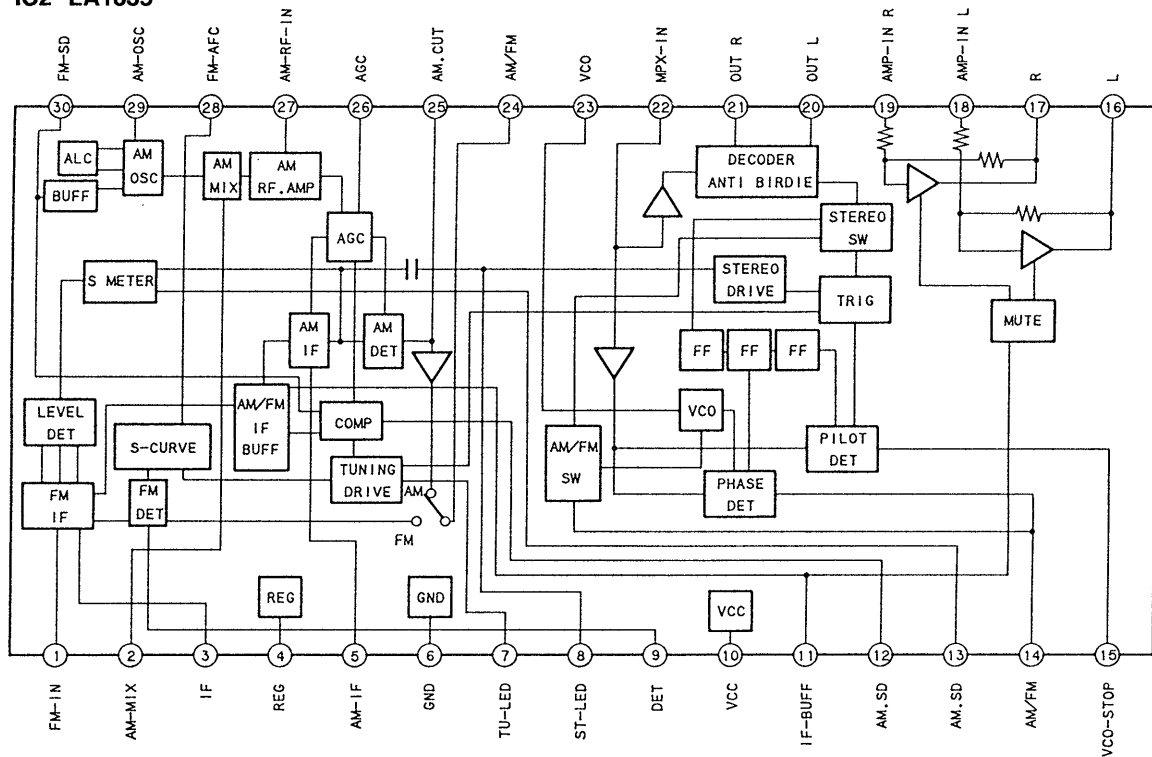 FM-SD
AM-OSC
FM-AFC
AM-RF-IN
AGC
AM.CUT
AM/FM
VCO
MPX-IN
OUT R
OUT L
AMP-IN R
AMP-IN L
R
L
30
29
28
27
26
25
24
23
22
21
20
19
18
17
16
ALC
BUFF
AM
OSC
AM
MIX
AM
RF.AMP
AGC
DECODER
ANTI BIRDIE
STEREO
SW
S METER
STEREO
DRIVE
TRIG
MUTE
AM
IF
AM
DET
FF
FF
FF
LEVEL
DET
S-CURVE
AM/FM
IF
BUFF
COMP
VCO
AM/FM
SW
PILOT
DET
TUNING
DRIVE
FM
IF
FM
DET
AM
FM
PHASE
DET
REG
GND
VCC
1
2
3
4
5
6
7
8
9
10
11
12
13
14
15
FM-IN
AM-MIX
IF
REG
AM-IF
GND
TU-LED
ST-LED
DET
VCC
IF-BUFF
AM.SD
AM.SD
AM/FM
VCO-STOP